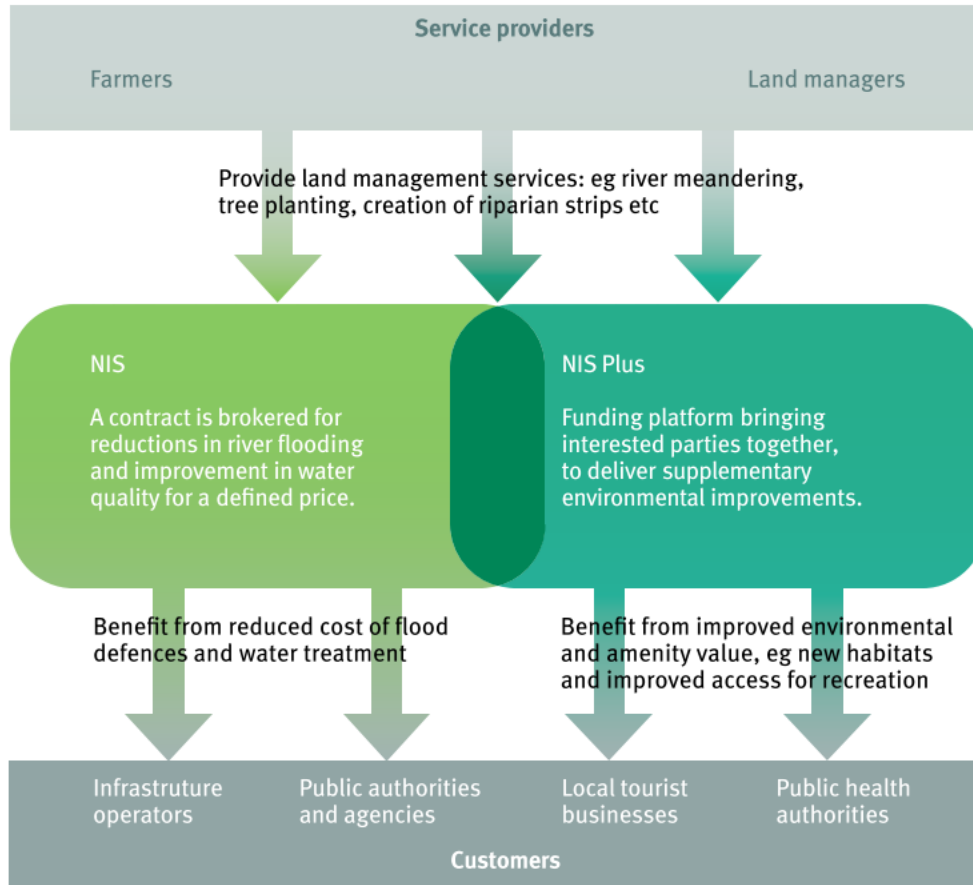 Service providers
Farmers
Land managers
Provide land management services: eg river meandering,
tree planting, creation of riparian strips etc
NIS
A contract is brokered for
reductions in river flooding
and improvement in water
quality for a defined price.
NIS Plus
Funding platform bringing
interested parties together,
to deliver supplementary
environmental improvements.
Benefit from reduced cost of flood
defences and water treatment
Benefit from improved environmental
and amenity value, eg new habitats
and improved access for recreation
Infrastruture
operators
Public authorities
and agencies
Local tourist
businesses
Public health
authorities
Customers